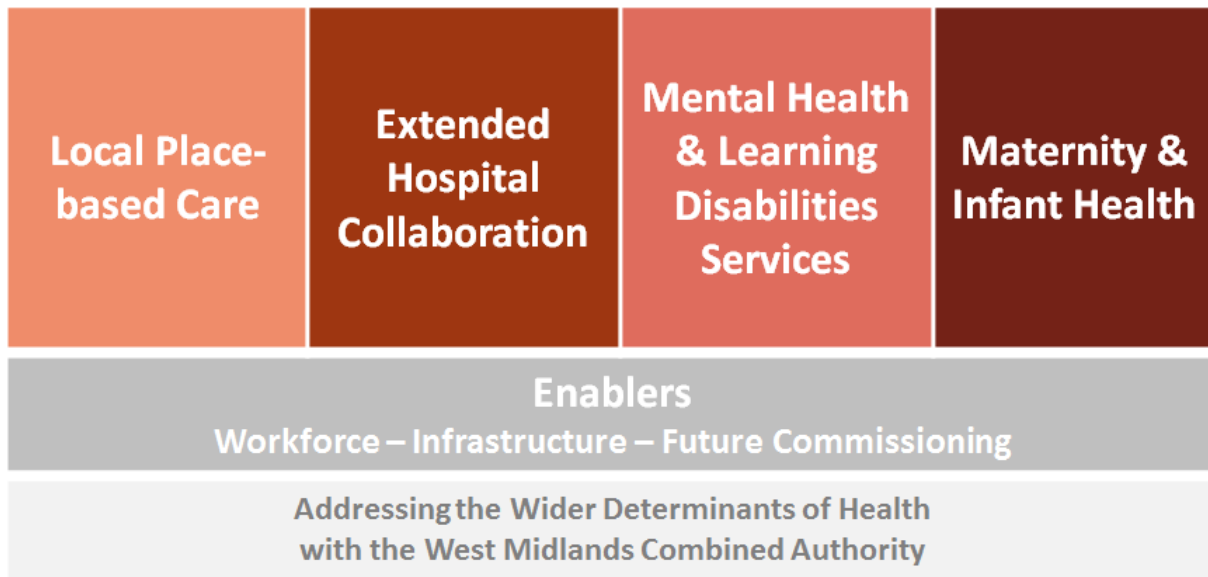 Local Place-
based Care
Extended
Hospital
Collaboration
Mental Health
& Learning
Disabilities
Services
Maternity &
Infant Health
Enablers
Workforce – Infrastructure – Future Commissioning
Addressing the Wider Determinants of Health
with the West Midlands Combined Authority